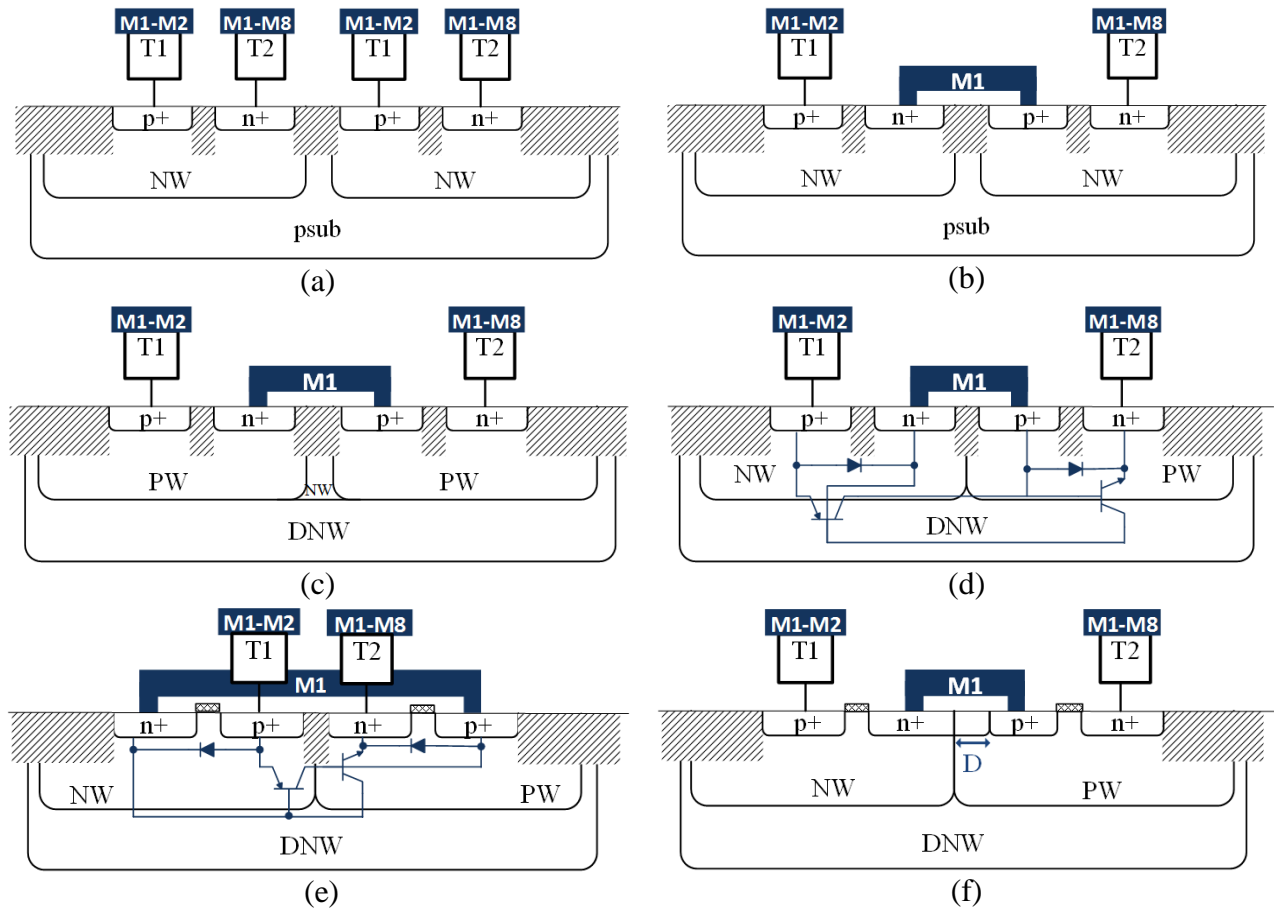 M1-M2 M1-M8 M1-M2 M1-M8
T1 T2 T1 T2
p+ n+ p+ n+
NW NW
psub
(a)
M1-M2 M1-M8
T1 T2
M1
p+ n+ p+ n+
NW NW
psub
(b)
M1-M2 M1-M8
T1 T2
M1
p+ n+ p+ n+
PW NW PW
DNW
(c)
M1-M2 M1-M8
T1 T2
M1
p+ n+ p+ n+
NW PW
DNW
(d)
M1-M2 M1-M8
T1 T2
M1
n+ p+ n+ p+
NW PW
DNW
(e)
M1-M2 M1-M8
T1 T2
M1
p+ n+ p+ n+
D
NW PW
DNW
(f)